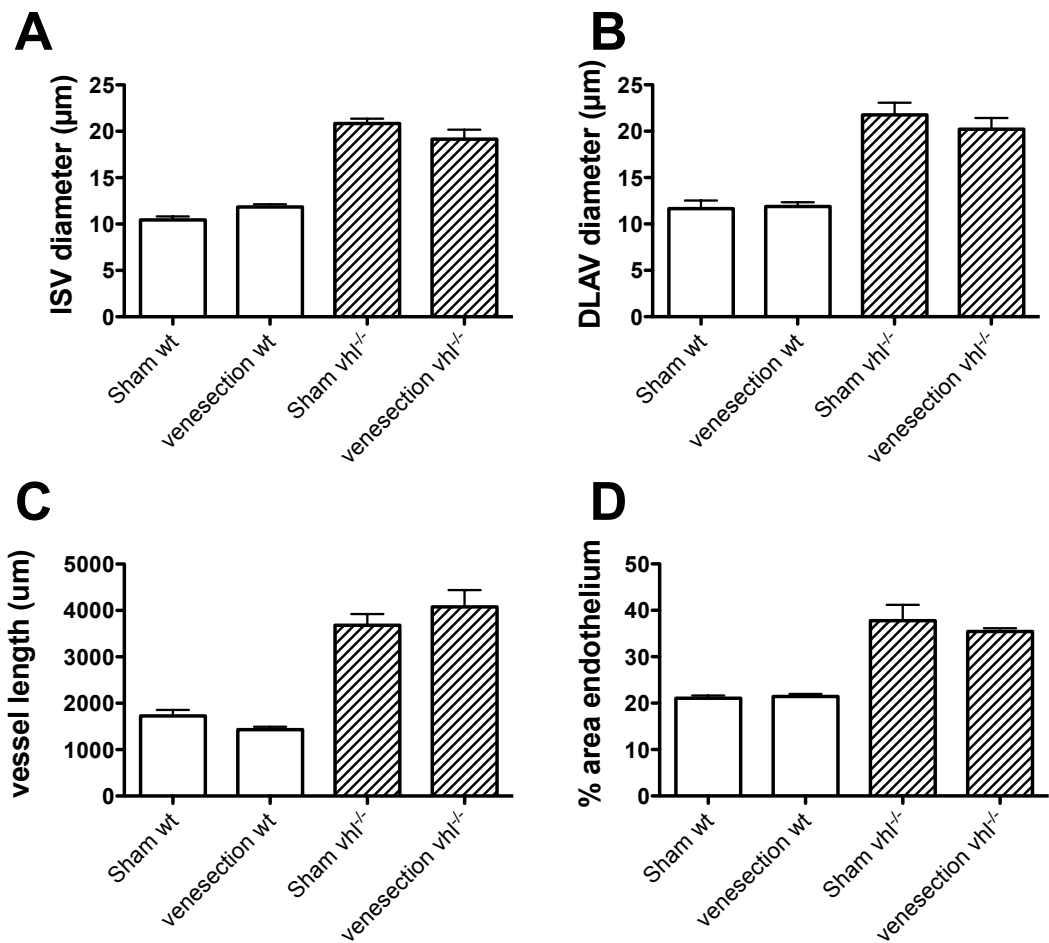 A
ISV diameter (µm)
25
20
15
10
5
0
Sham wt
venesection wt
Sham vhl-/-
venesection vhl-/-
B
DLAV diameter (µm)
25
20
15
10
5
0
Sham wt
venesection wt
Sham vhl-/-
venesection vhl-/-
C
vessel length (um)
5000
4000
3000
2000
1000
0
Sham wt
venesection wt
Sham vhl-/-
venesection vhl-/-
D
% area endothelium
50
40
30
20
10
0
Sham wt
venesection wt
Sham vhl-/-
venesection vhl-/-